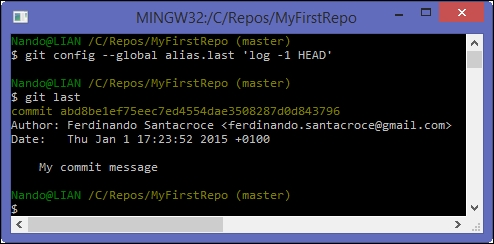 MINGW32:/C/Repos/MyFirstRepo
Nando@LIAN /C/Repos/MyFirstRepo (master)
$ git config --global alias.last 'log -1 HEAD'
Nando@LIAN /C/Repos/MyFirstRepo (master)
$ git last
commit abd8be1ef75eec7ed4554dae3508287d0d843796
Author: Ferdinando Santacroce <ferdinando.santacroce@gmail.com>
Date:   Thu Jan 1 17:23:52 2015 +0100
    My commit message
Nando@LIAN /C/Repos/MyFirstRepo (master)
$